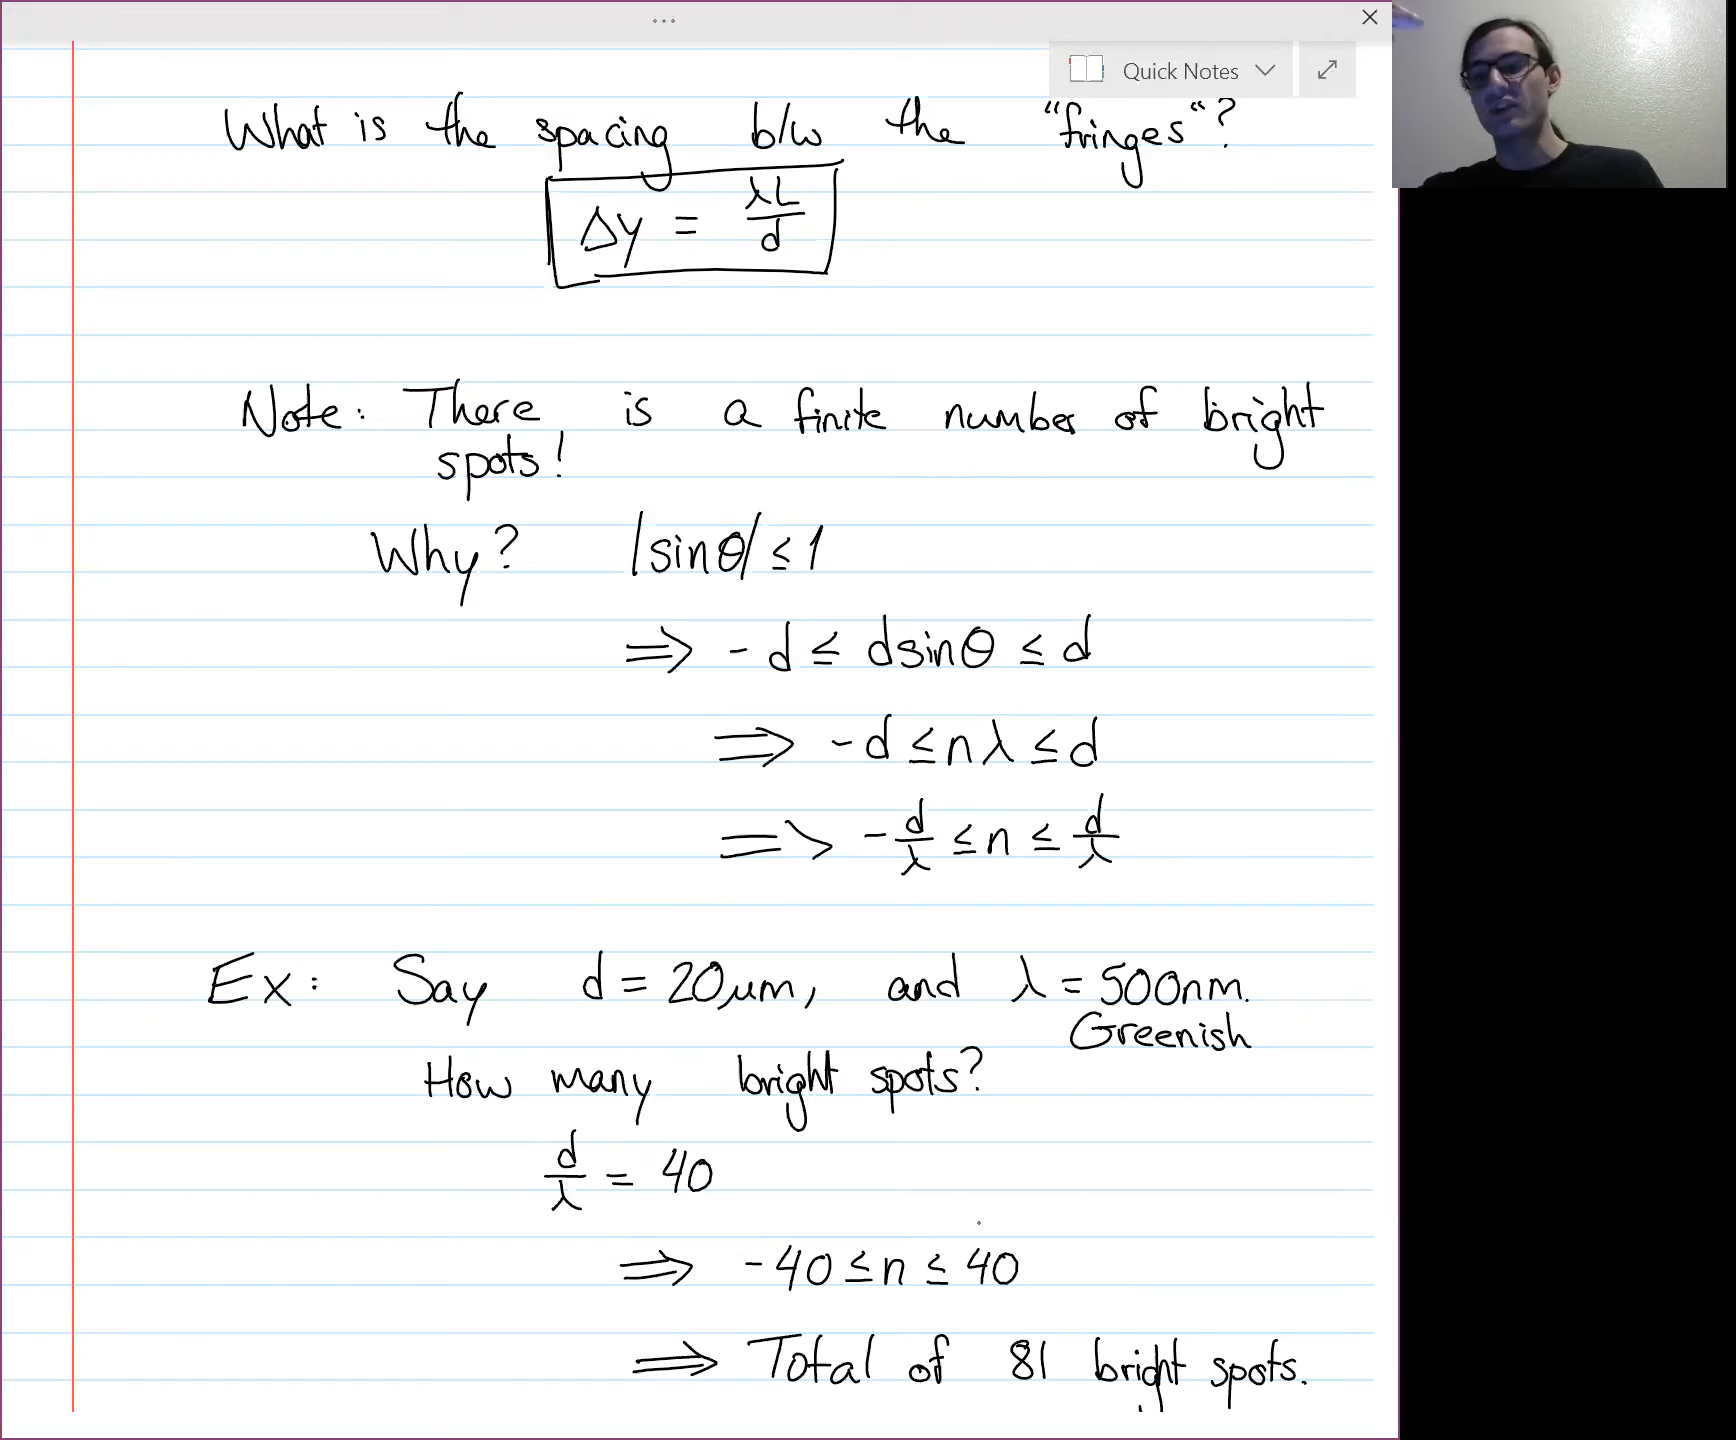 Quick Notes
What is the spacing b/w the "fringes"?
Δy = λL/d
Note: There is a finite number of bright
spots!
Why? |sinθ| ≤ 1
⇒ -d ≤ dsinθ ≤ d
⇒ -d ≤ nλ ≤ d
=> -d/λ ≤ n ≤ d/λ
Ex: Say d = 20μm, and λ = 500nm.
Greenish
How many bright spots?
d/λ = 40
⇒ -40 ≤ n ≤ 40
⇒ Total of 81 bright spots.